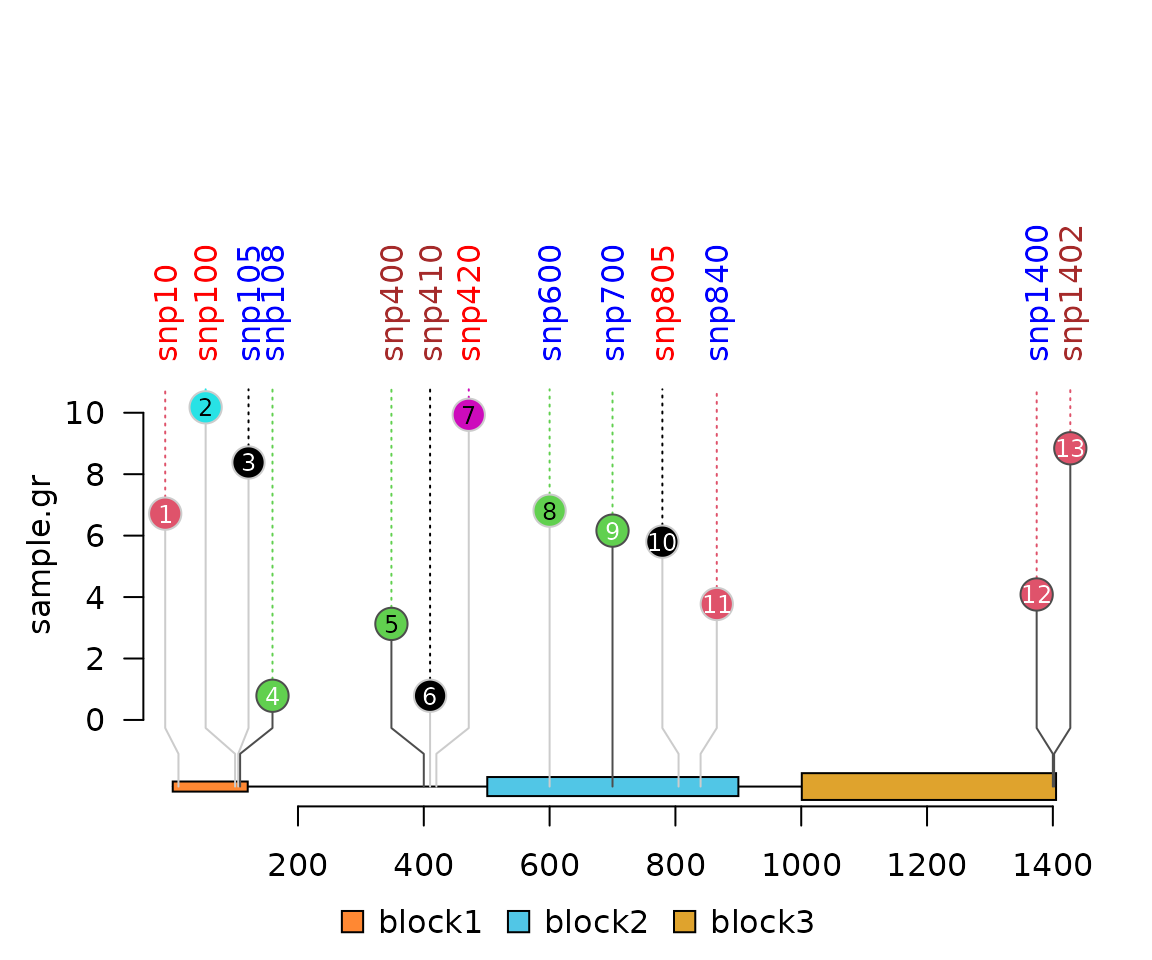 snp10
snp100
snp105
snp108
snp400
snp410
snp420
snp600
snp700
snp805
snp840
snp1400
snp1402
sample.gr
10
8
6
4
2
0
1
2
3
4
5
6
7
8
9
10
11
12
13
200 400 600 800 1000 1200 1400
block1 block2 block3